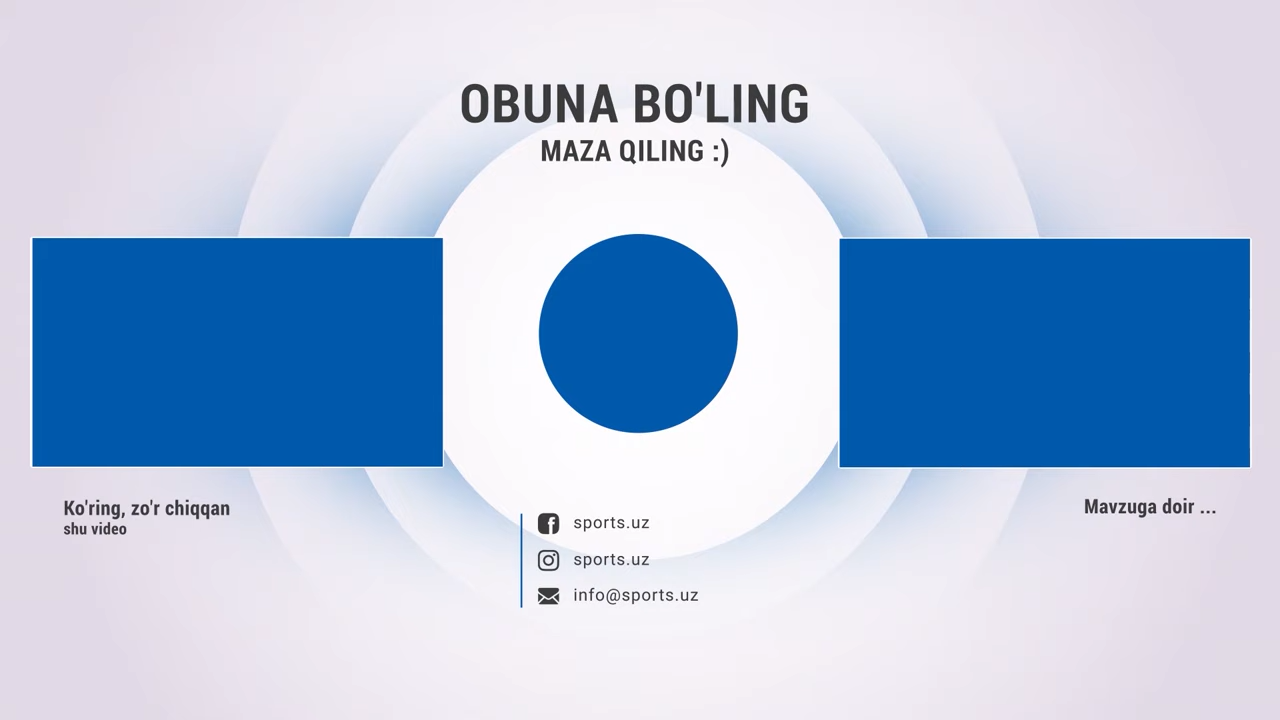 OBUNA BO'LING
MAZA QILING :)
Ko'ring, zo'r chiqqan
shu video
Mavzuga doir ...
sports.uz
sports.uz
info@sports.uz